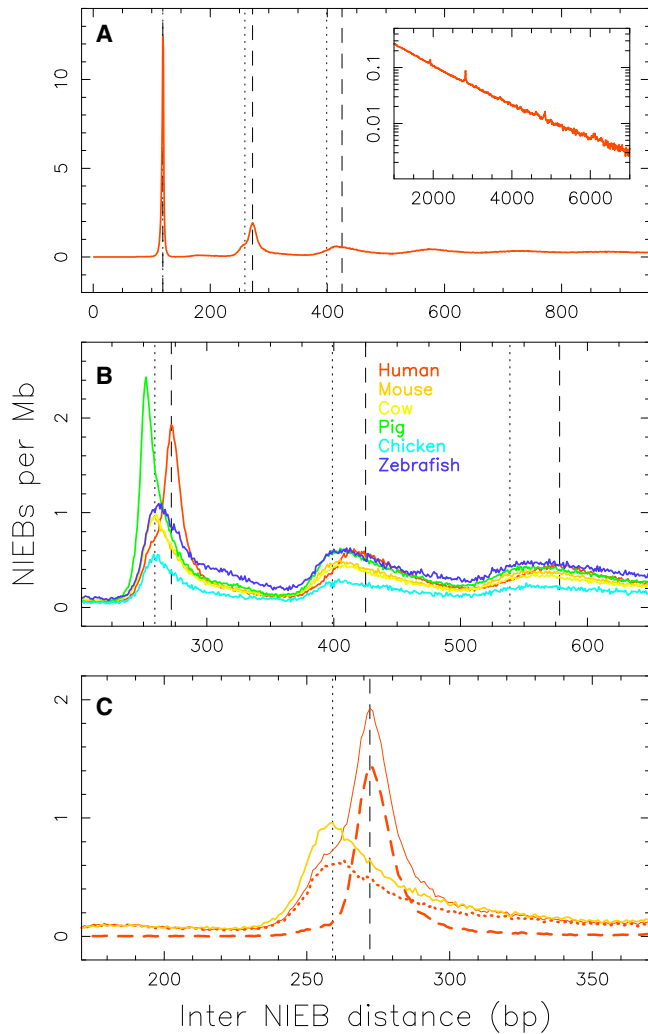 A
10
5
0
0.1
0.01
2000 4000 6000
0 200 400 600 800
B
Human
Mouse
Cow
Pig
Chicken
Zebrafish
2
1
0
300 400 500 600
NIEBs per Mb
C
2
1
0
200 250 300 350
Inter NIEB distance (bp)